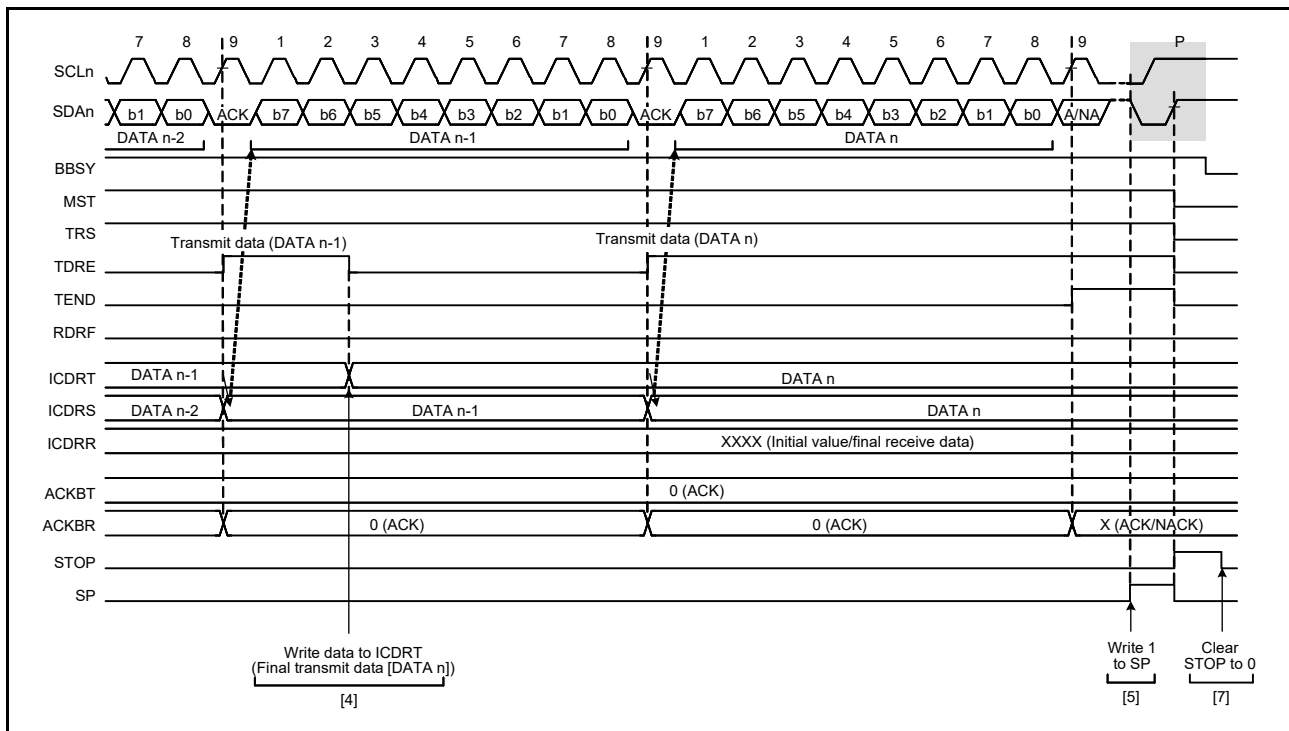 7 8 9 1 2 3 4 5 6 7 8 9 1 2 3 4 5 6 7 8 9 P
SCLn
SDAn b1 b0 ACK b7 b6 b5 b4 b3 b2 b1 b0 ACK b7 b6 b5 b4 b3 b2 b1 b0 A/NA
DATA n-2 DATA n-1 DATA n
BBSY
MST
TRS
Transmit data (DATA n-1) Transmit data (DATA n)
TDRE
TEND
RDRF
ICDRT DATA n-1 DATA n
ICDRS DATA n-2 DATA n-1 DATA n
ICDRR XXXX (Initial value/final receive data)
ACKBT 0 (ACK)
ACKBR 0 (ACK) 0 (ACK) X (ACK/NACK)
STOP
SP
Write data to ICDRT
(Final transmit data [DATA n])
[4]
Write 1
to SP
[5]
Clear
STOP to 0
[7]